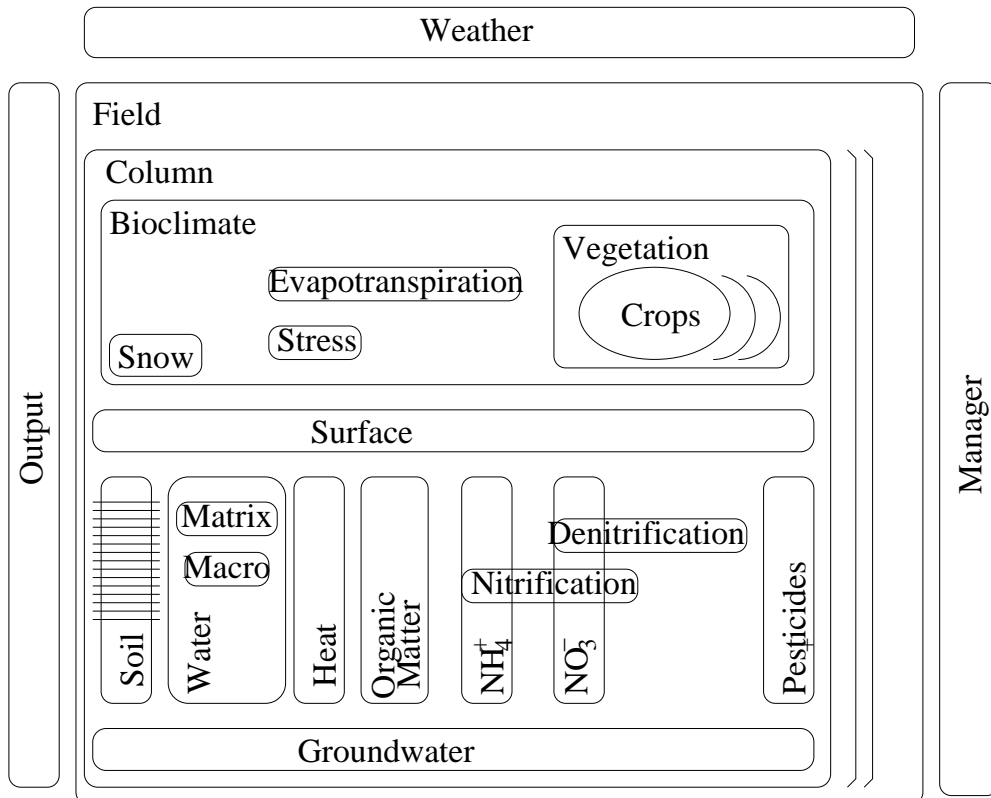 Weather
Field
Column
Bioclimate
Vegetation
Evapotranspiration
Crops
Stress
Snow
Output
Manager
Surface
Matrix
Denitrification
Macro
Nitrification
Soil
Water
Heat
Organic
Matter
NH₄⁺
NO₃⁻
Pesticides
Groundwater